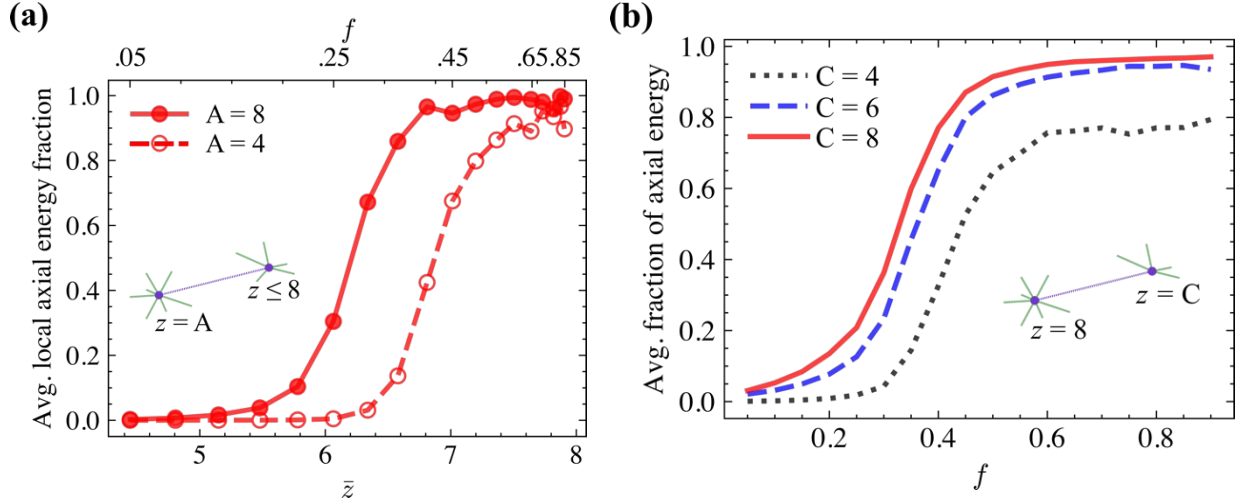 (a)
f
.05 .25 .45 .65 .85
Avg. local axial energy fraction
1.0
0.8
0.6
0.4
0.2
0.0
A = 8
A = 4
z ≤ 8
z = A
5 6 7 8
z̄
(b)
Avg. fraction of axial energy
1.0
0.8
0.6
0.4
0.2
0.0
C = 4
C = 6
C = 8
z = C
z = 8
0.2 0.4 0.6 0.8
f